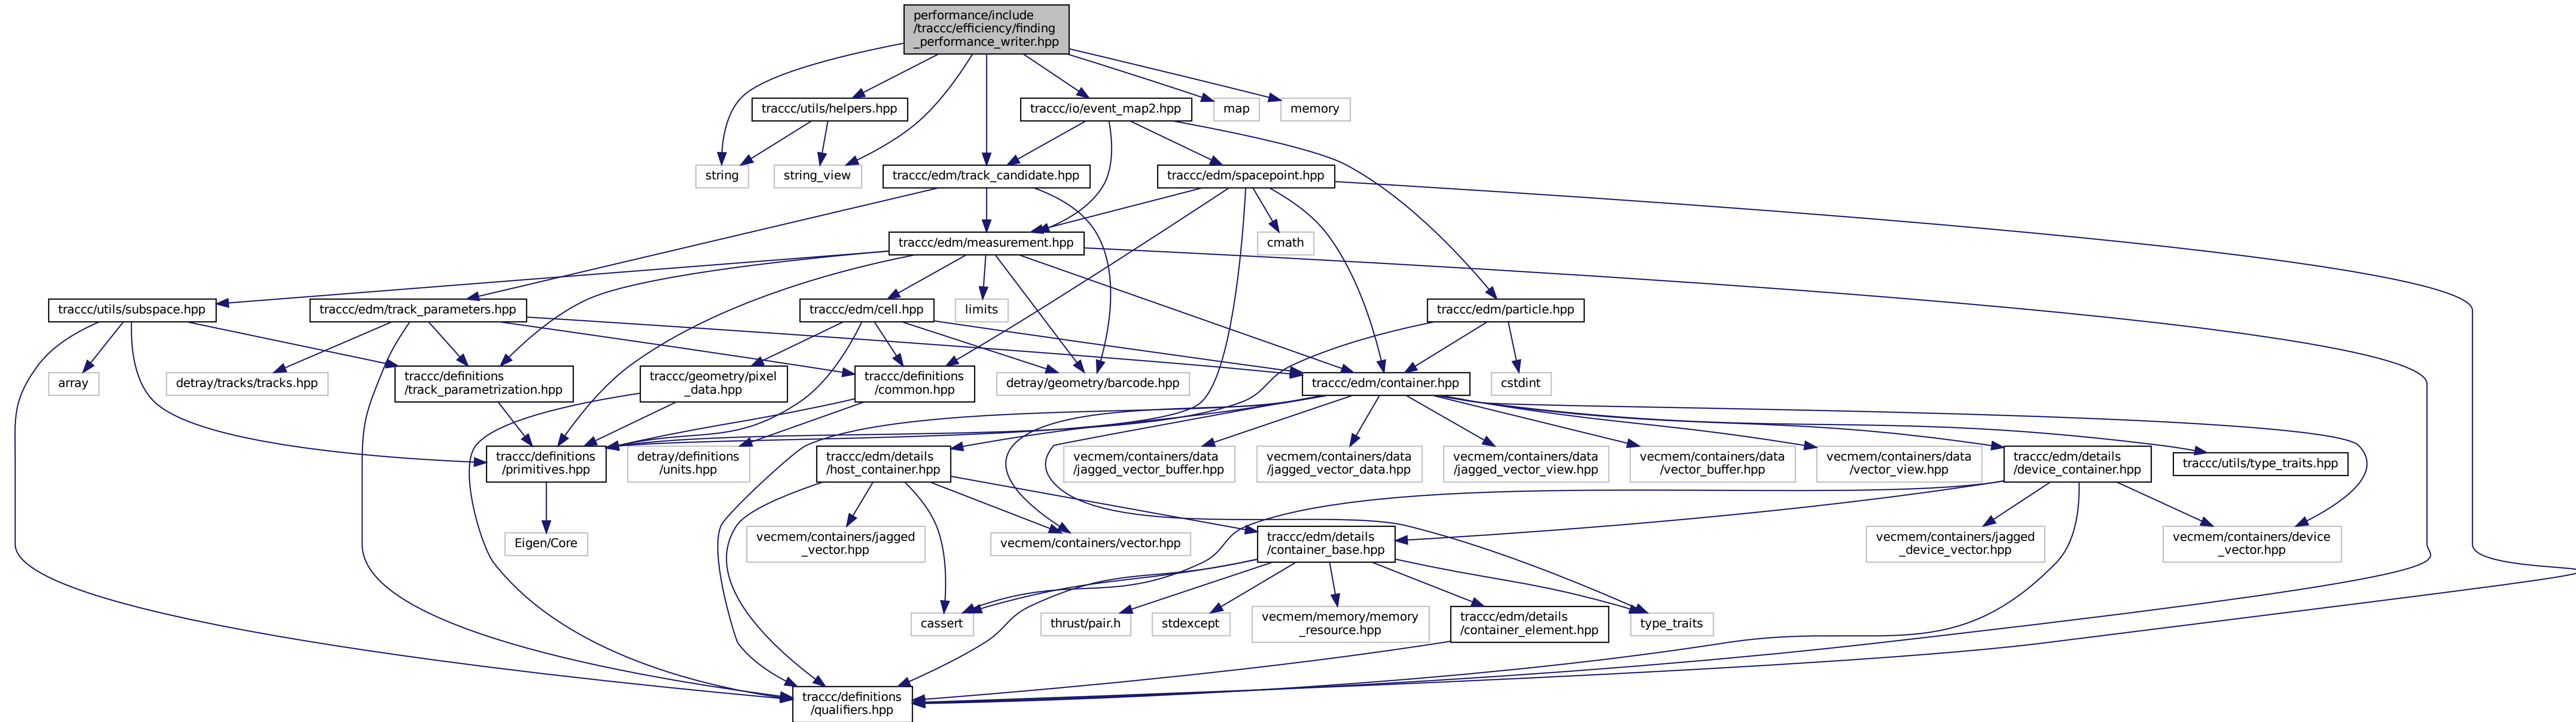 performance/include
/traccc/efficiency/finding
_performance_writer.hpp
traccc/utils/helpers.hpp
traccc/io/event_map2.hpp
map
memory
string
string_view
traccc/edm/track_candidate.hpp
traccc/edm/spacepoint.hpp
traccc/edm/measurement.hpp
cmath
traccc/utils/subspace.hpp
traccc/edm/track_parameters.hpp
traccc/edm/cell.hpp
limits
traccc/edm/particle.hpp
array
detray/tracks/tracks.hpp
traccc/definitions
/track_parametrization.hpp
traccc/geometry/pixel
_data.hpp
traccc/definitions
/common.hpp
detray/geometry/barcode.hpp
traccc/edm/container.hpp
cstdint
traccc/definitions
/primitives.hpp
detray/definitions
/units.hpp
traccc/edm/details
/host_container.hpp
vecmem/containers/data
/jagged_vector_buffer.hpp
vecmem/containers/data
/jagged_vector_data.hpp
vecmem/containers/data
/jagged_vector_view.hpp
vecmem/containers/data
/vector_buffer.hpp
vecmem/containers/data
/vector_view.hpp
traccc/edm/details
/device_container.hpp
traccc/utils/type_traits.hpp
Eigen/Core
vecmem/containers/jagged
_vector.hpp
vecmem/containers/vector.hpp
traccc/edm/details
/container_base.hpp
vecmem/containers/jagged
_device_vector.hpp
vecmem/containers/device
_vector.hpp
cassert
thrust/pair.h
stdexcept
vecmem/memory/memory
_resource.hpp
traccc/edm/details
/container_element.hpp
type_traits
traccc/definitions
/qualifiers.hpp